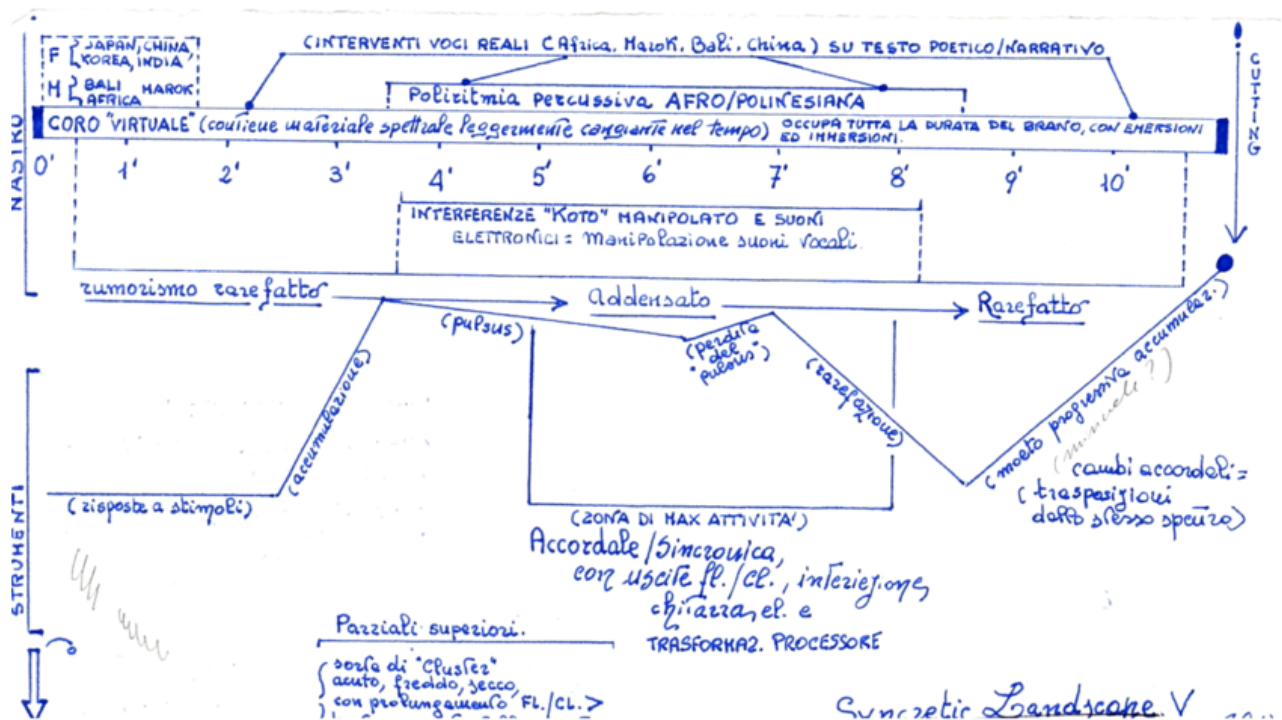 F { JAPAN, CHINA
KOREA, INDIA
M { BALI MAROK
AFRICA
(INTERVENTI VOCI REALI (Africa, Marok, Bali, China) SU TESTO POETICO/NARRATIVO
Poliritmia percussiva AFRO/POLINESIANA
CORO "VIRTUALE" (contiene materiale spettrale leggermente cangiante nel tempo) OCCUPA TUTTA LA DURATA DEL BRANO, CON EMERSIONI
ED IMMERSIONI.
CUTTING
NASTRO
0' 1' 2' 3' 4' 5' 6' 7' 8' 9' 10'
INTERFERENZE "KOTO" MANIPOLATO E SUONI
ELETTRONICI = Manipolazione suoni vocali.
rumorismo rarefatto
addensato
Rarefatto
(pulsus)
(perdita
del
"pulsus")
(accumulazione)
(rarefazione)
(molto progressiva accumulaz.)
cambi accordali =
(trasposizioni
dello stesso spettro)
STRUMENTI
(risposte a stimoli)
(ZONA DI MAX ATTIVITA')
Accordale/Sincronica,
con uscite fl./cl., interiezione
chitarra, el. e
TRASFORMAZ. PROCESSORE
Parziali superiori.
sorta di "Cluster"
acuto, freddo, secco,
con prolungamento FL./CL. >
Syncretic Landscape V